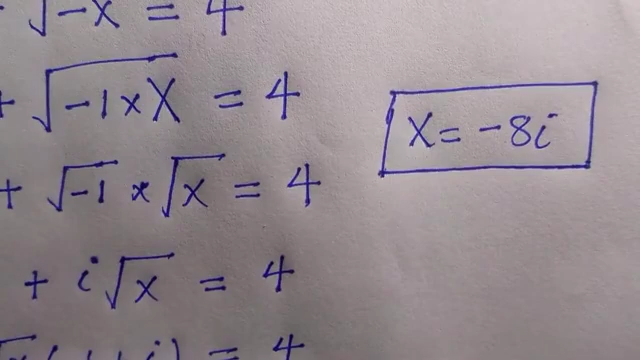 √-x = 4
+ √-1×X = 4
X = -8i
+ √-1 × √x = 4
+ i√x = 4